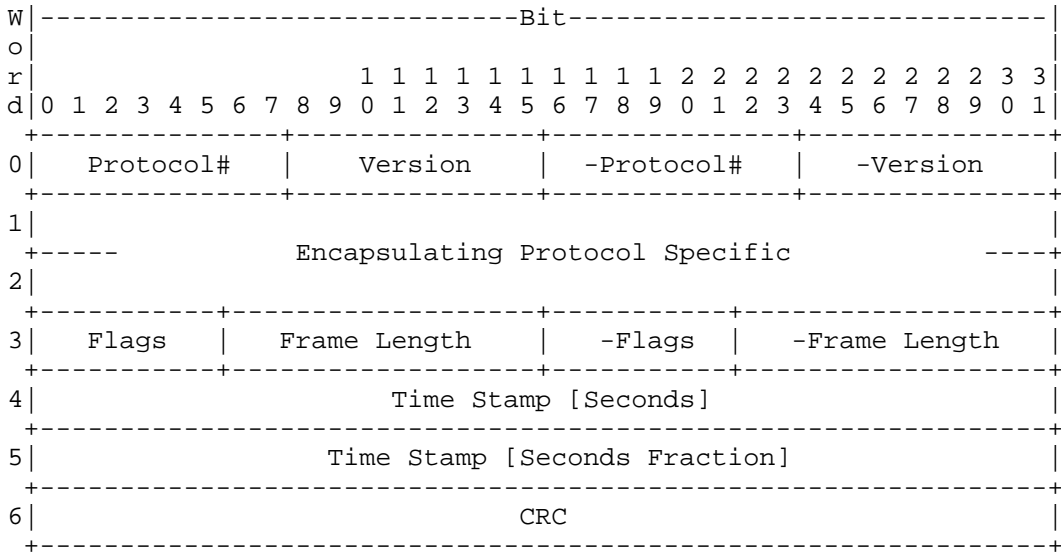 W|------------------------------Bit------------------------------|
o|                                                               |
r|                    1 1 1 1 1 1 1 1 1 1 2 2 2 2 2 2 2 2 2 2 3 3|
d|0 1 2 3 4 5 6 7 8 9 0 1 2 3 4 5 6 7 8 9 0 1 2 3 4 5 6 7 8 9 0 1|
 +---------------+---------------+---------------+---------------+
0|   Protocol#   |    Version    |  -Protocol#   |   -Version    |
 +---------------+---------------+---------------+---------------+
1|                                                               |
 +-----           Encapsulating Protocol Specific            ----+
2|                                                               |
 +-----------+-------------------+-----------+-------------------+
3|   Flags   |   Frame Length    |   -Flags  |   -Frame Length   |
 +-----------+-------------------+-----------+-------------------+
4|                      Time Stamp [Seconds]                     |
 +---------------------------------------------------------------+
5|                  Time Stamp [Seconds Fraction]                |
 +---------------------------------------------------------------+
6|                              CRC                              |
 +---------------------------------------------------------------+